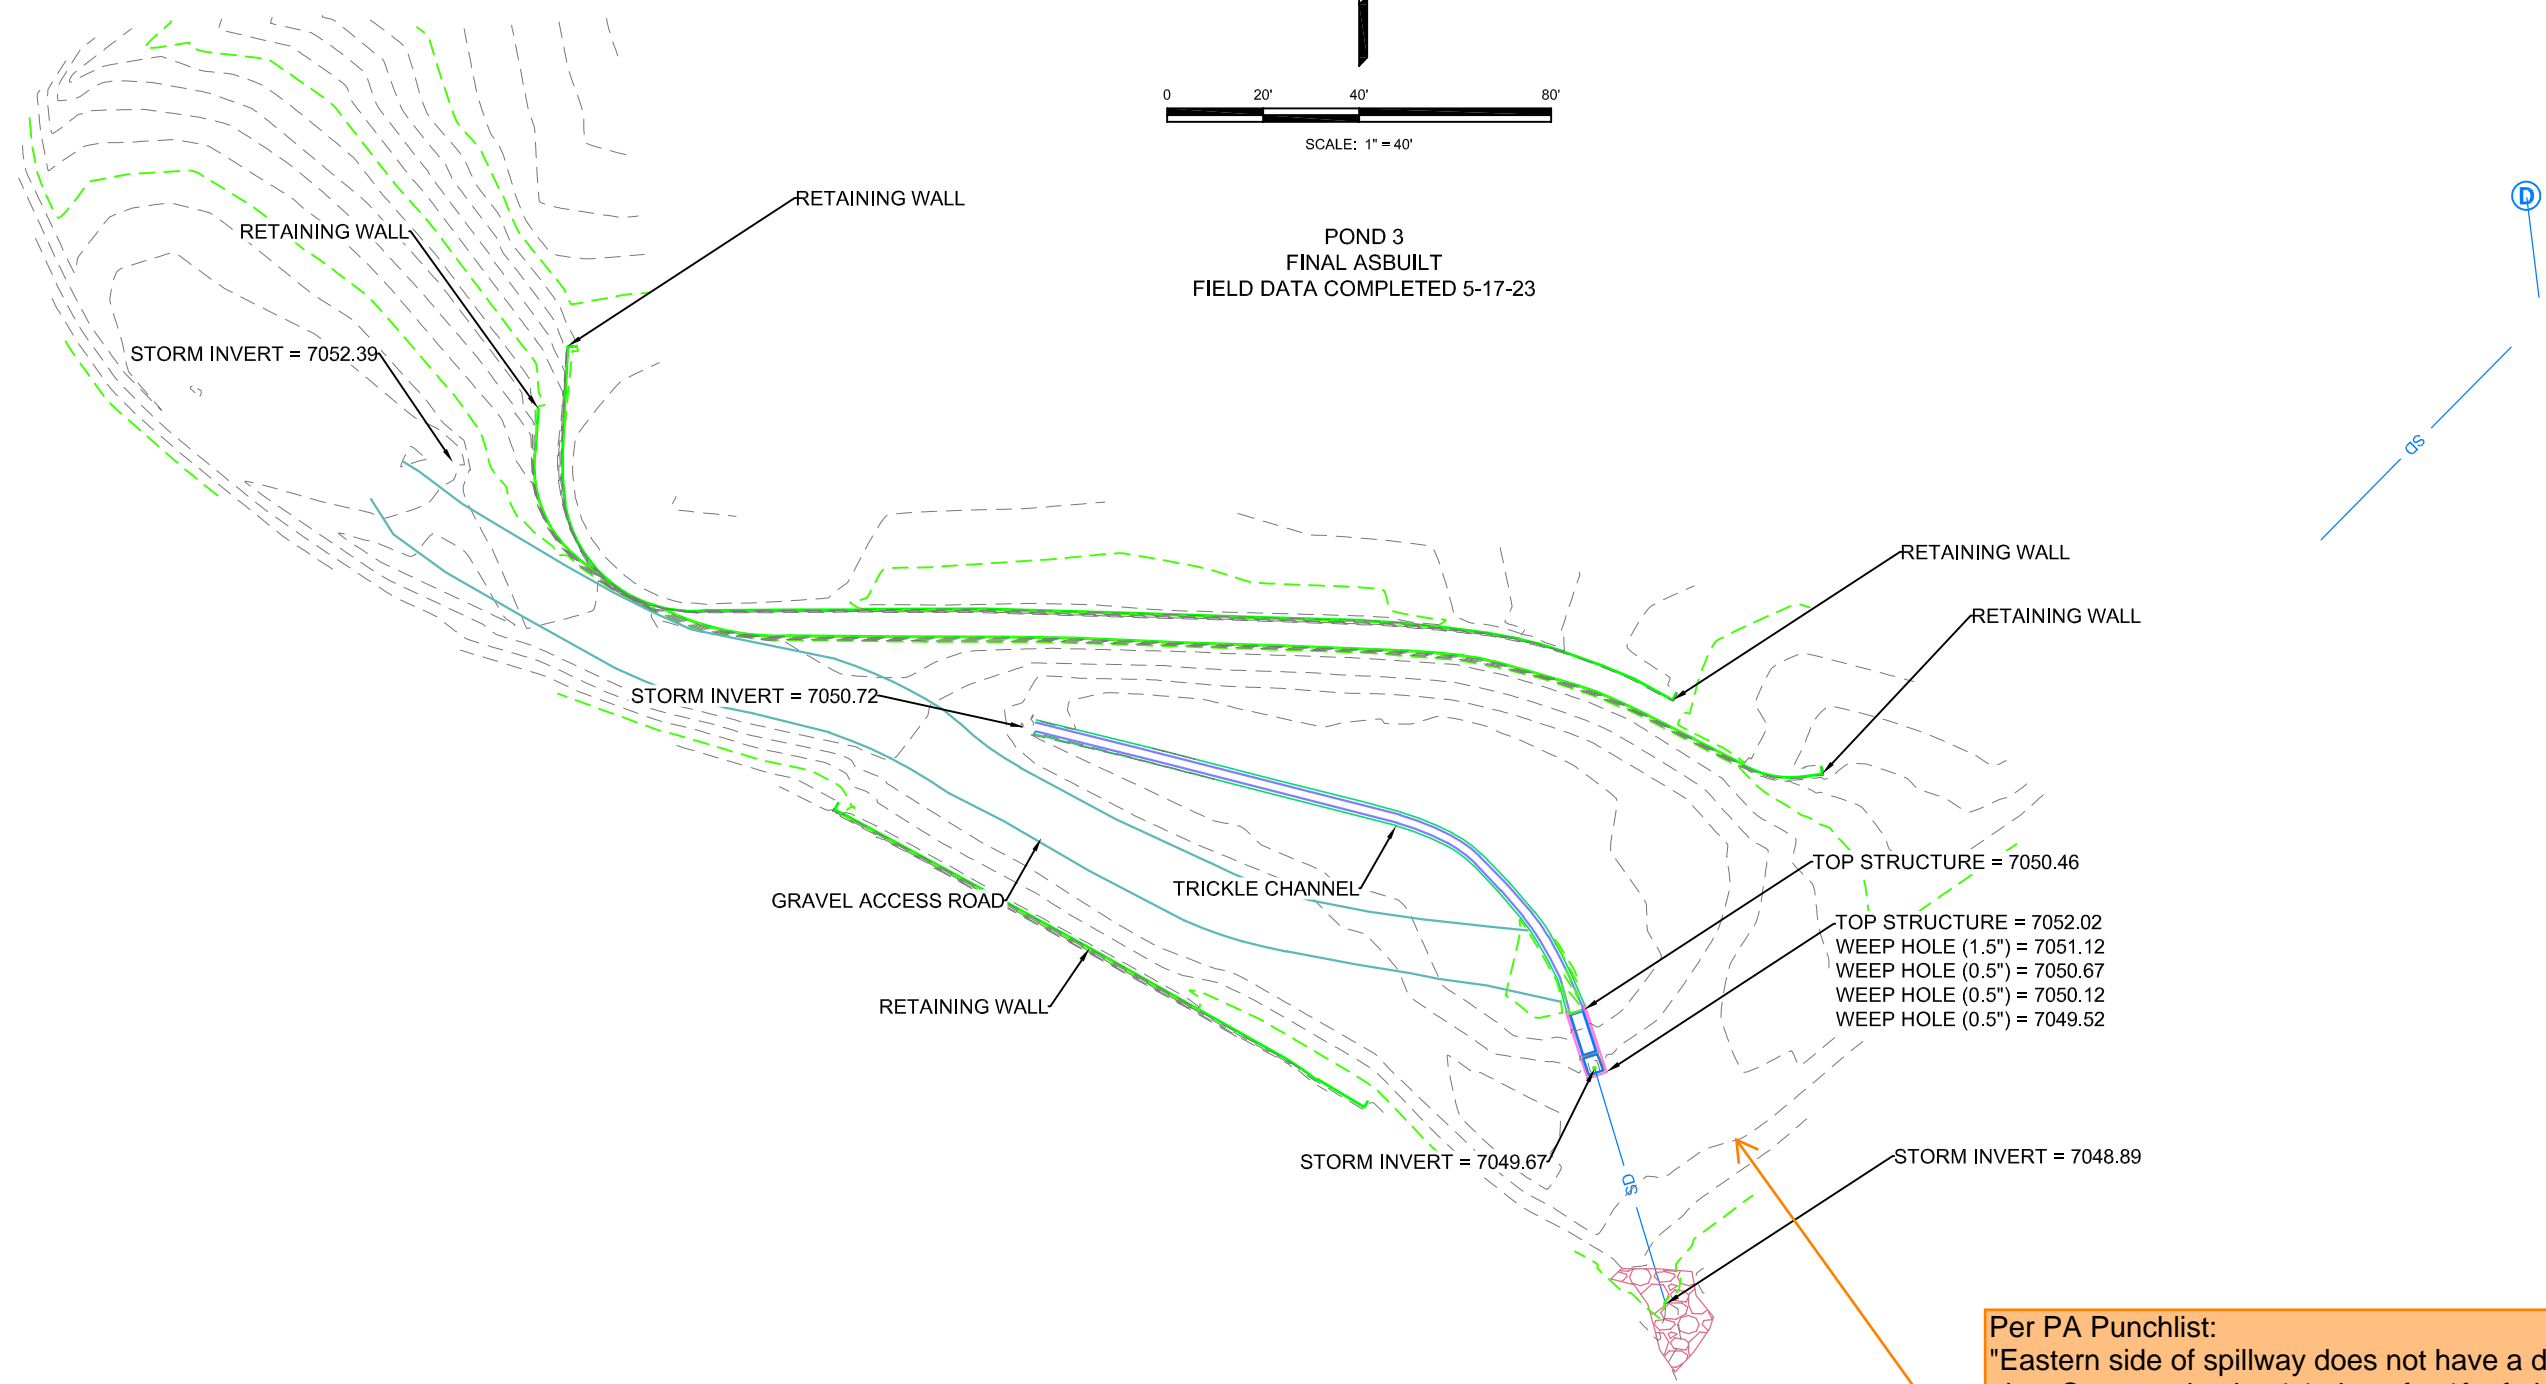 0 20' 40' 80'
SCALE: 1" = 40'
POND 3
FINAL ASBUILT
FIELD DATA COMPLETED 5-17-23
D
RETAINING WALL
RETAINING WALL
STORM INVERT = 7052.39
SD
RETAINING WALL
RETAINING WALL
STORM INVERT = 7050.72
TOP STRUCTURE = 7050.46
TRICKLE CHANNEL
GRAVEL ACCESS ROAD
TOP STRUCTURE = 7052.02
WEEP HOLE (1.5") = 7051.12
WEEP HOLE (0.5") = 7050.67
WEEP HOLE (0.5") = 7050.12
WEEP HOLE (0.5") = 7049.52
RETAINING WALL
STORM INVERT = 7049.67
STORM INVERT = 7048.89
SD
Per PA Punchlist:
"Eastern side of spillway does not have a d